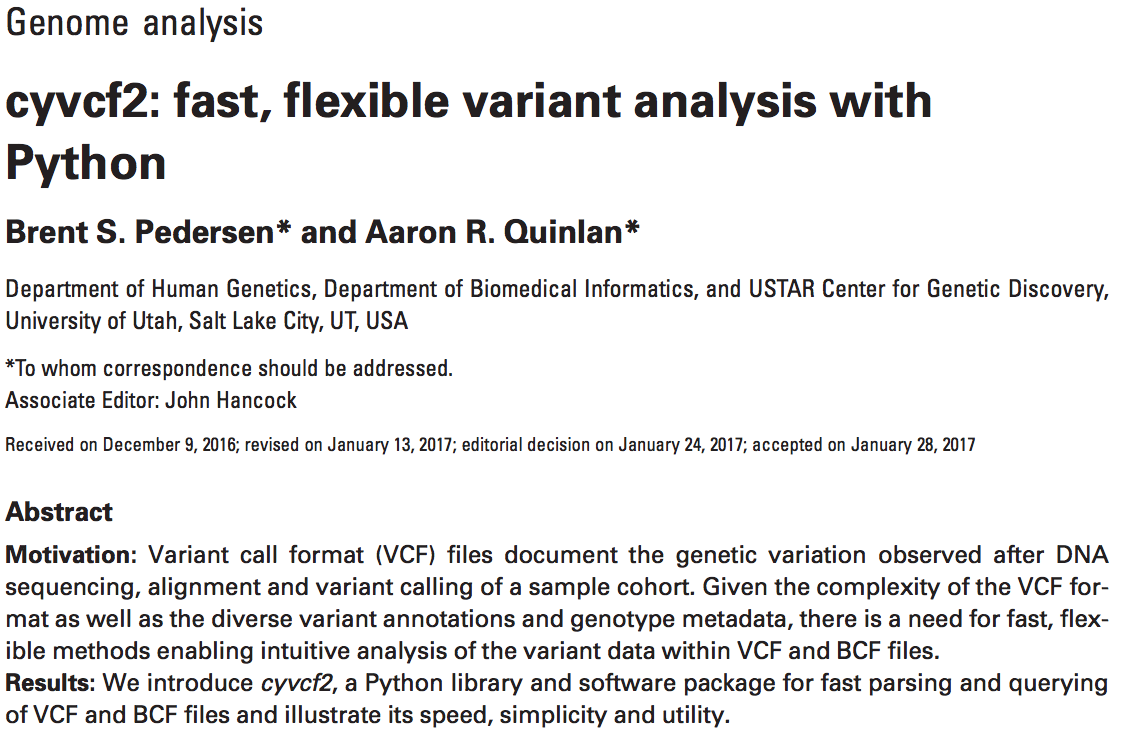 Genome analysis
cyvcf2: fast, flexible variant analysis with
Python
Brent S. Pedersen* and Aaron R. Quinlan*
Department of Human Genetics, Department of Biomedical Informatics, and USTAR Center for Genetic Discovery,
University of Utah, Salt Lake City, UT, USA
*To whom correspondence should be addressed.
Associate Editor: John Hancock
Received on December 9, 2016; revised on January 13, 2017; editorial decision on January 24, 2017; accepted on January 28, 2017
Abstract
Motivation: Variant call format (VCF) files document the genetic variation observed after DNA
sequencing, alignment and variant calling of a sample cohort. Given the complexity of the VCF for-
mat as well as the diverse variant annotations and genotype metadata, there is a need for fast, flex-
ible methods enabling intuitive analysis of the variant data within VCF and BCF files.
Results: We introduce cyvcf2, a Python library and software package for fast parsing and querying
of VCF and BCF files and illustrate its speed, simplicity and utility.